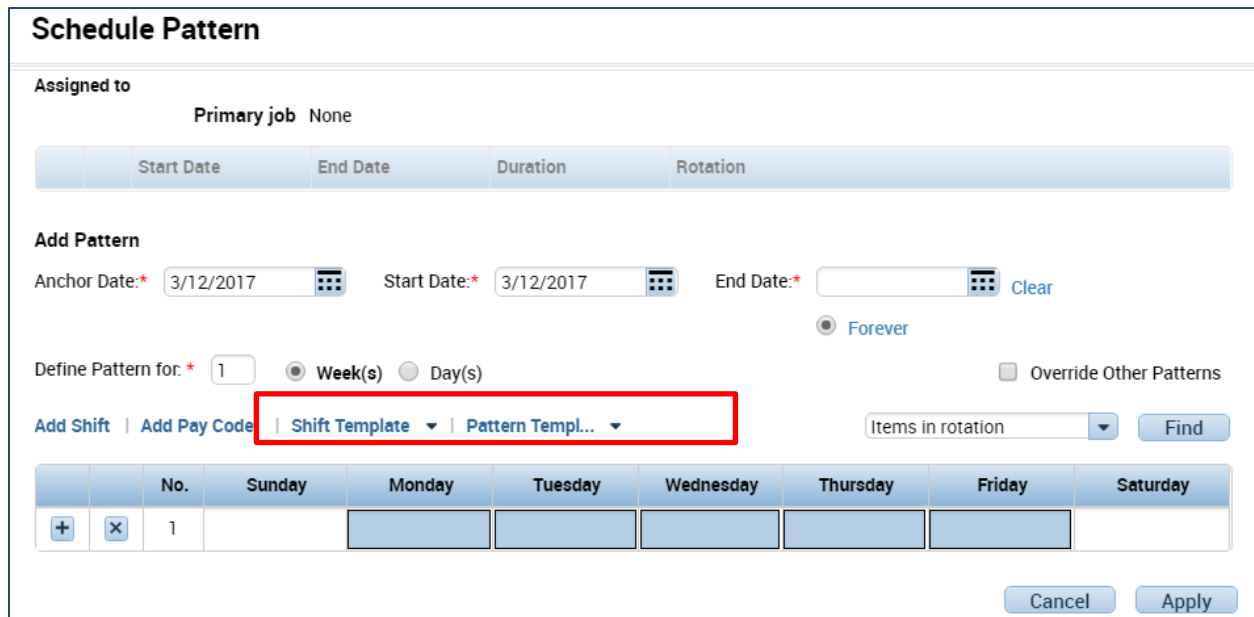 Schedule Pattern
Assigned to
Primary job None
Start Date End Date Duration Rotation
Add Pattern
Anchor Date:* 3/12/2017 Start Date:* 3/12/2017 End Date:* Clear
Forever
Define Pattern for: * 1 Week(s) Day(s) Override Other Patterns
Add Shift | Add Pay Code | Shift Template | Pattern Templ... Items in rotation Find
No. Sunday Monday Tuesday Wednesday Thursday Friday Saturday
1
Cancel Apply